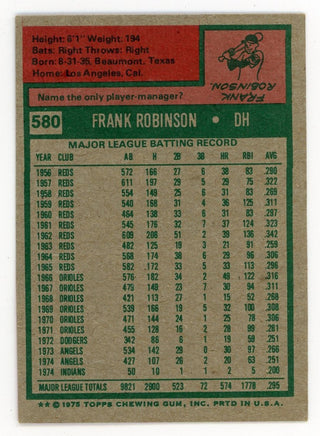 Height: 6'1" Weight: 194
Bats: Right Throws: Right
Born: 8-31-35, Beaumont, Texas
Home: Los Angeles, Cal.
Name the only player-manager?
FRANK
ROBINSON.
580 FRANK ROBINSON • DH
MAJOR LEAGUE BATTING RECORD
YEAR CLUB AB H 2B 3B HR RBI AVG
1956 REDS 572 166 27 6 38 83 .290
1957 REDS 611 197 29 5 29 75 .322
1958 REDS 554 149 25 6 31 83 .269
1959 REDS 540 168 31 4 36 125 .311
1960 REDS 464 138 33 6 31 83 .297
1961 REDS 545 176 32 7 37 124 .323
1962 REDS 609 208 51 2 39 136 .342
1963 REDS 482 125 19 3 21 91 .259
1964 REDS 568 174 38 6 29 96 .306
1965 REDS 582 172 33 5 33 113 .296
1966 ORIOLES 576 182 34 2 49 122 .316
1967 ORIOLES 479 149 23 7 30 94 .311
1968 ORIOLES 421 113 27 1 15 52 .268
1969 ORIOLES 539 166 19 5 32 100 .308
1970 ORIOLES 471 144 24 1 25 78 .306
1971 ORIOLES 455 128 16 2 28 99 .281
1972 DODGERS 342 86 6 1 19 59 .251
1973 ANGELS 534 142 29 0 30 97 .266
1974 ANGELS 427 107 26 2 20 63 .251
1974 INDIANS 50 10 1 1 2 5 .200
MAJOR LEAGUE TOTALS 9821 2900 523 72 574 1778 .295
★★ © 1975 TOPPS CHEWING GUM, INC. PRTD IN U.S.A.